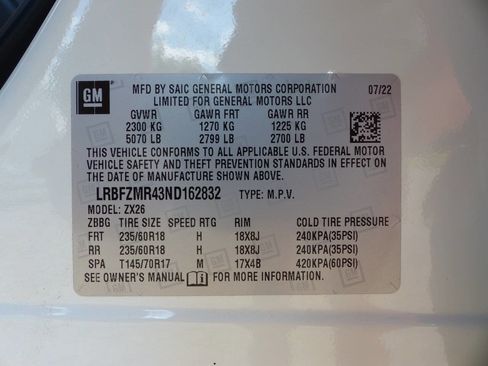 GM
MFD BY SAIC GENERAL MOTORS CORPORATION 07/22
LIMITED FOR GENERAL MOTORS LLC
GVWR GAWR FRT GAWR RR
2300 KG 1270 KG 1225 KG
5070 LB 2799 LB 2700 LB
THIS VEHICLE CONFORMS TO ALL APPLICABLE U.S. FEDERAL MOTOR
VEHICLE SAFETY AND THEFT PREVENTION STANDARDS IN EFFECT ON
THE DATE OF MANUFACTURE SHOWN ABOVE.
LRBFZMR43ND162832 TYPE: M.P.V.
MODEL: ZX26
ZBBG TIRE SIZE SPEED RTG RIM COLD TIRE PRESSURE
FRT 235/60R18 H 18X8J 240KPA(35PSI)
RR 235/60R18 H 18X8J 240KPA(35PSI)
SPA T145/70R17 M 17X4B 420KPA(60PSI)
SEE OWNER'S MANUAL FOR MORE INFORMATION.